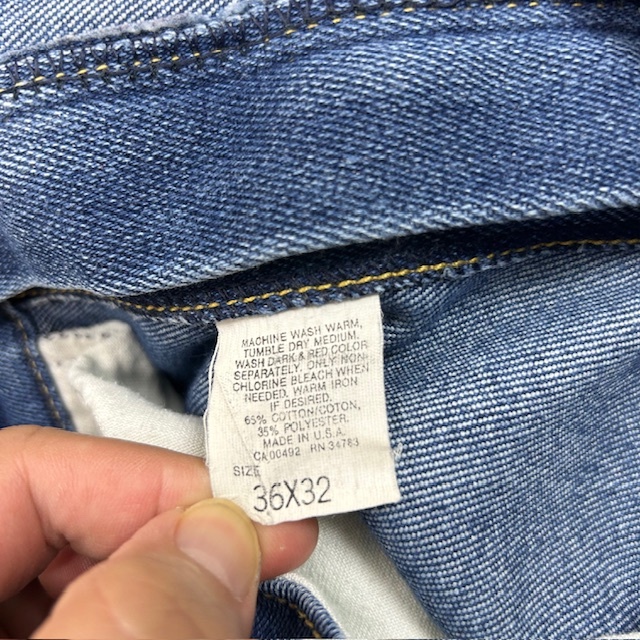 MACHINE WASH WARM,
TUMBLE DRY MEDIUM.
WASH DARK & RED COLOR
SEPARATELY, ONLY NON-
CHLORINE BLEACH WHEN
NEEDED. WARM IRON
IF DESIRED.
65% COTTON/COTON,
35% POLYESTER.
MADE IN U.S.A.
CA00492 RN 34783
SIZE
36X32